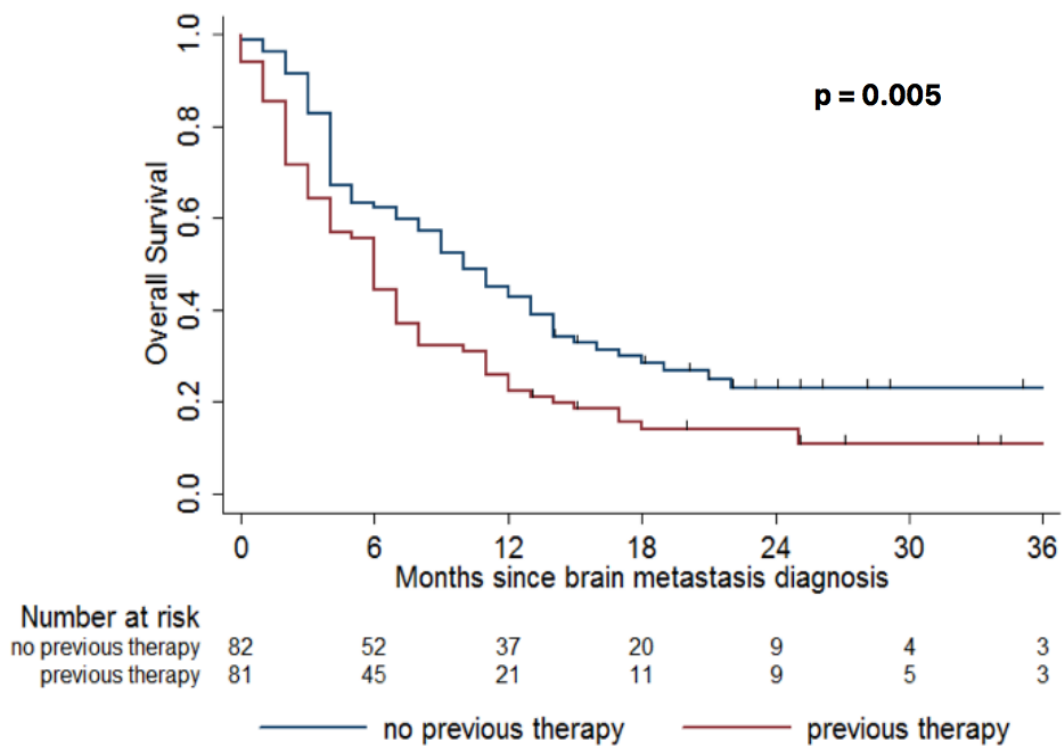 p = 0.005
Overall Survival
1.0
0.8
0.6
0.4
0.2
0.0
0 6 12 18 24 30 36
Months since brain metastasis diagnosis
Number at risk
no previous therapy 82 52 37 20 9 4 3
previous therapy 81 45 21 11 9 5 3
no previous therapy previous therapy